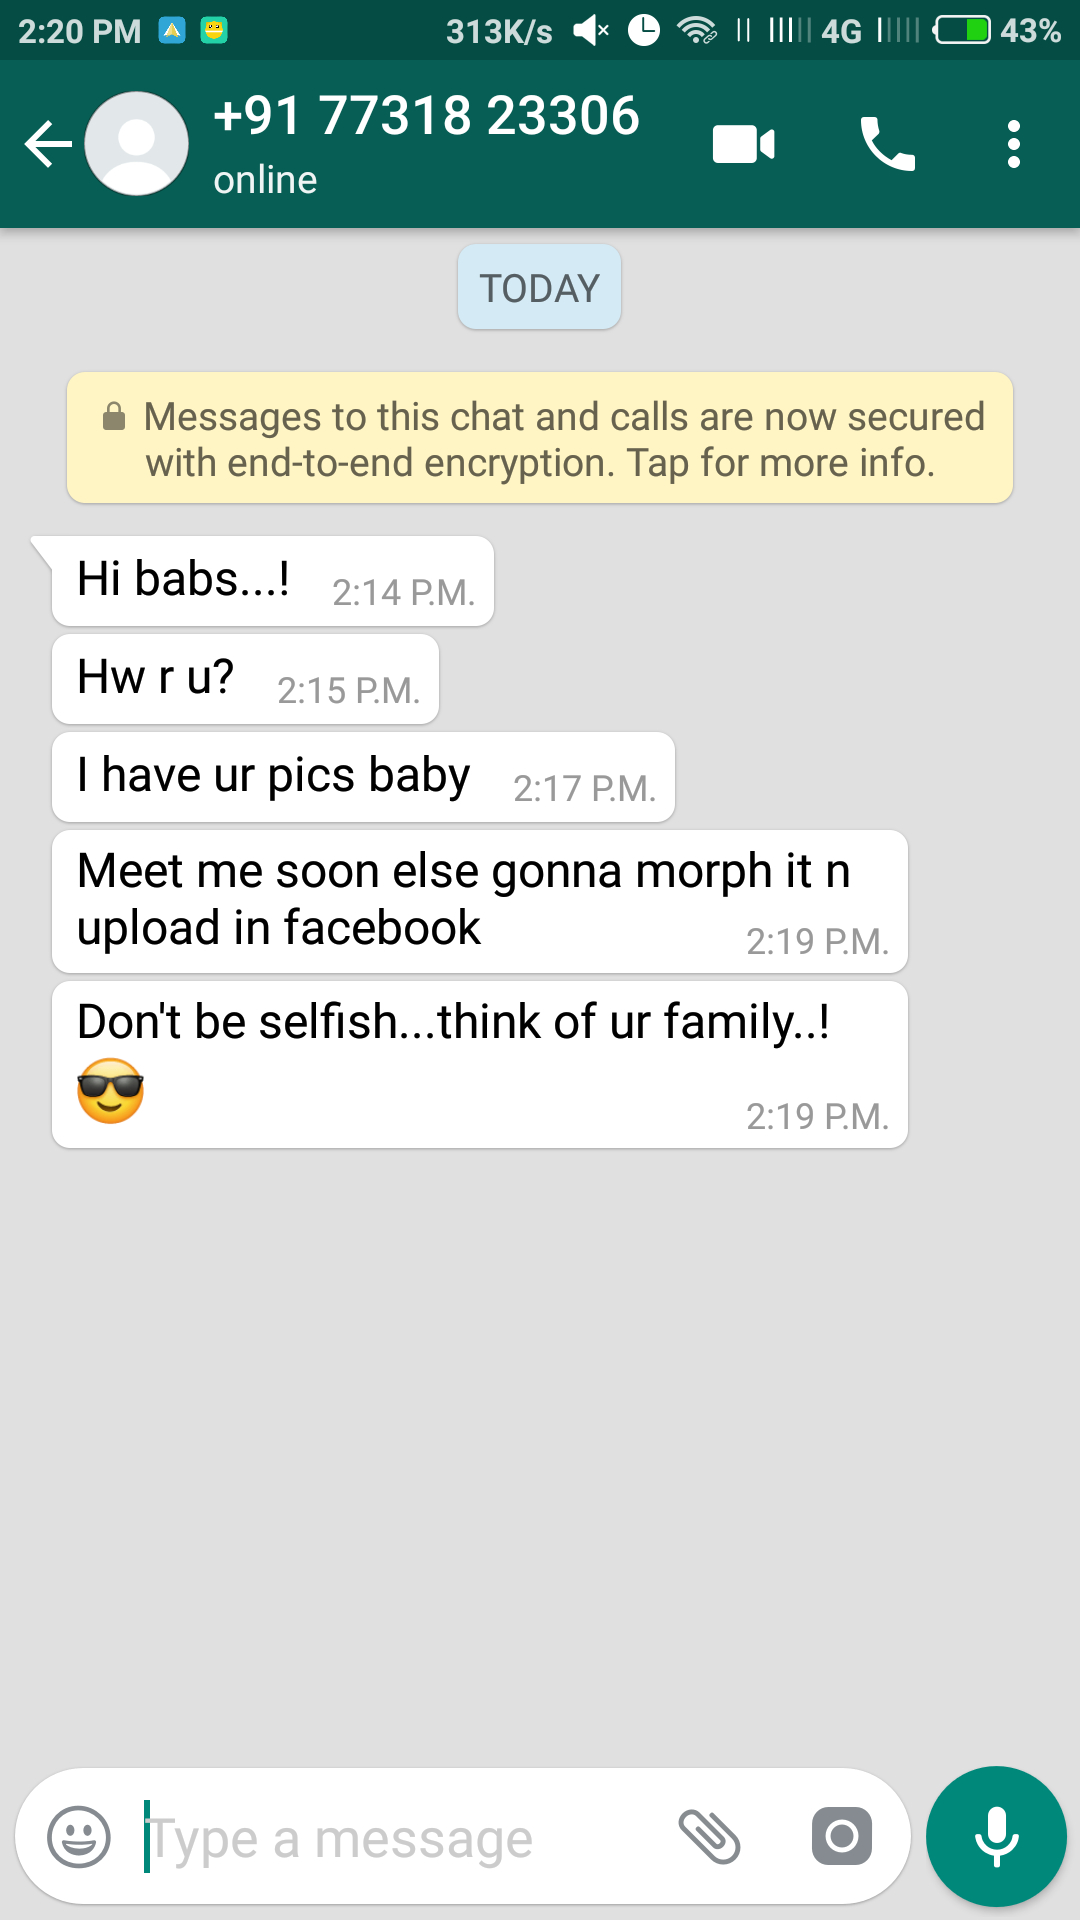 2:20 PM 313K/s 4G 43%
+91 77318 23306
online
TODAY
Messages to this chat and calls are now secured
with end-to-end encryption. Tap for more info.
Hi babs...! 2:14 P.M.
Hw r u? 2:15 P.M.
I have ur pics baby 2:17 P.M.
Meet me soon else gonna morph it n
upload in facebook 2:19 P.M.
Don't be selfish...think of ur family..!
😎 2:19 P.M.
Type a message